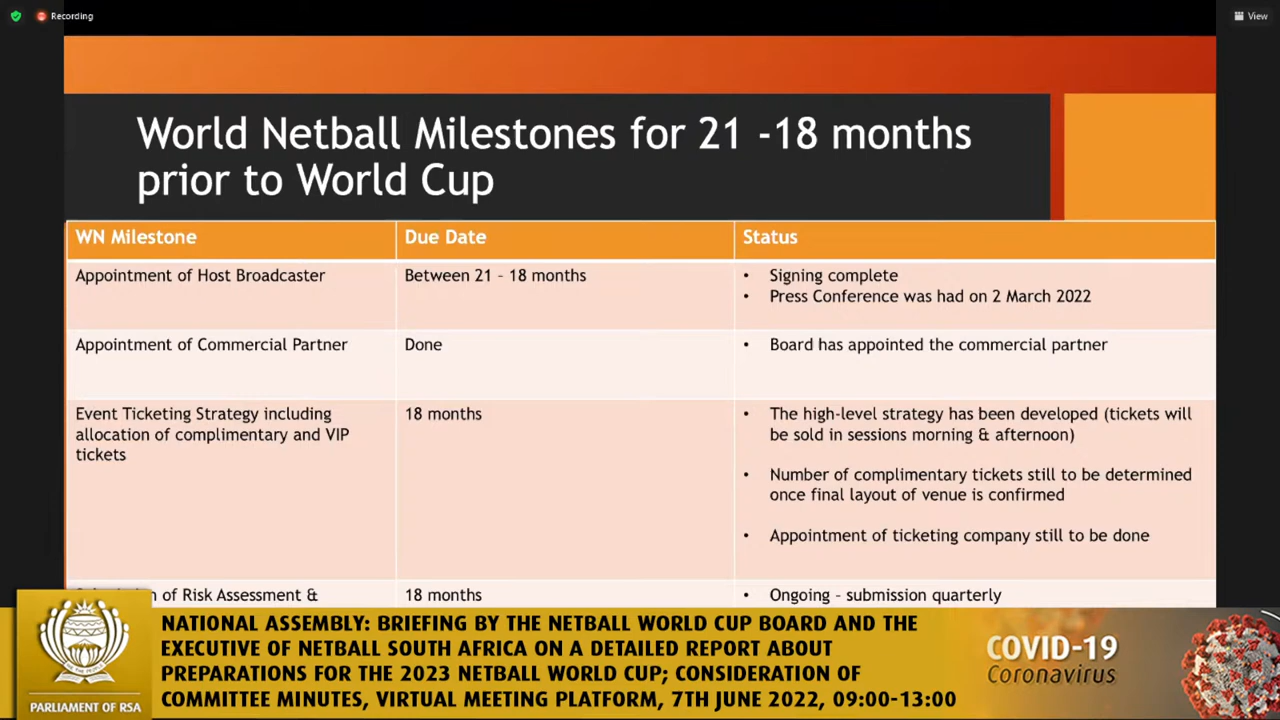 Recording
View
World Netball Milestones for 21 -18 months
prior to World Cup
WN Milestone
Due Date
Status
Appointment of Host Broadcaster
Between 21 – 18 months
• Signing complete
• Press Conference was had on 2 March 2022
Appointment of Commercial Partner
Done
• Board has appointed the commercial partner
Event Ticketing Strategy including
allocation of complimentary and VIP
tickets
18 months
• The high-level strategy has been developed (tickets will
be sold in sessions morning & afternoon)
• Number of complimentary tickets still to be determined
once final layout of venue is confirmed
• Appointment of ticketing company still to be done
of Risk Assessment &
18 months
• Ongoing – submission quarterly
PARLIAMENT OF RSA
NATIONAL ASSEMBLY: BRIEFING BY THE NETBALL WORLD CUP BOARD AND THE
EXECUTIVE OF NETBALL SOUTH AFRICA ON A DETAILED REPORT ABOUT
PREPARATIONS FOR THE 2023 NETBALL WORLD CUP; CONSIDERATION OF
COMMITTEE MINUTES, VIRTUAL MEETING PLATFORM, 7TH JUNE 2022, 09:00-13:00
COVID-19
Coronavirus